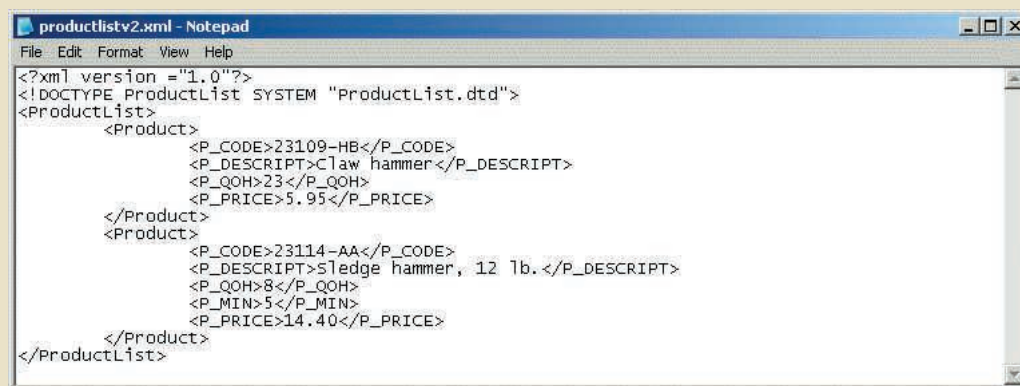 productlistv2.xml - Notepad
File Edit Format View Help
<?xml version ="1.0"?>
<!DOCTYPE ProductList SYSTEM "ProductList.dtd">
<ProductList>
<Product>
<P_CODE>23109-HB</P_CODE>
<P_DESCRIPT>Claw hammer</P_DESCRIPT>
<P_QOH>23</P_QOH>
<P_PRICE>5.95</P_PRICE>
</Product>
<Product>
<P_CODE>23114-AA</P_CODE>
<P_DESCRIPT>Sledge hammer, 12 lb.</P_DESCRIPT>
<P_QOH>8</P_QOH>
<P_MIN>5</P_MIN>
<P_PRICE>14.40</P_PRICE>
</Product>
</ProductList>